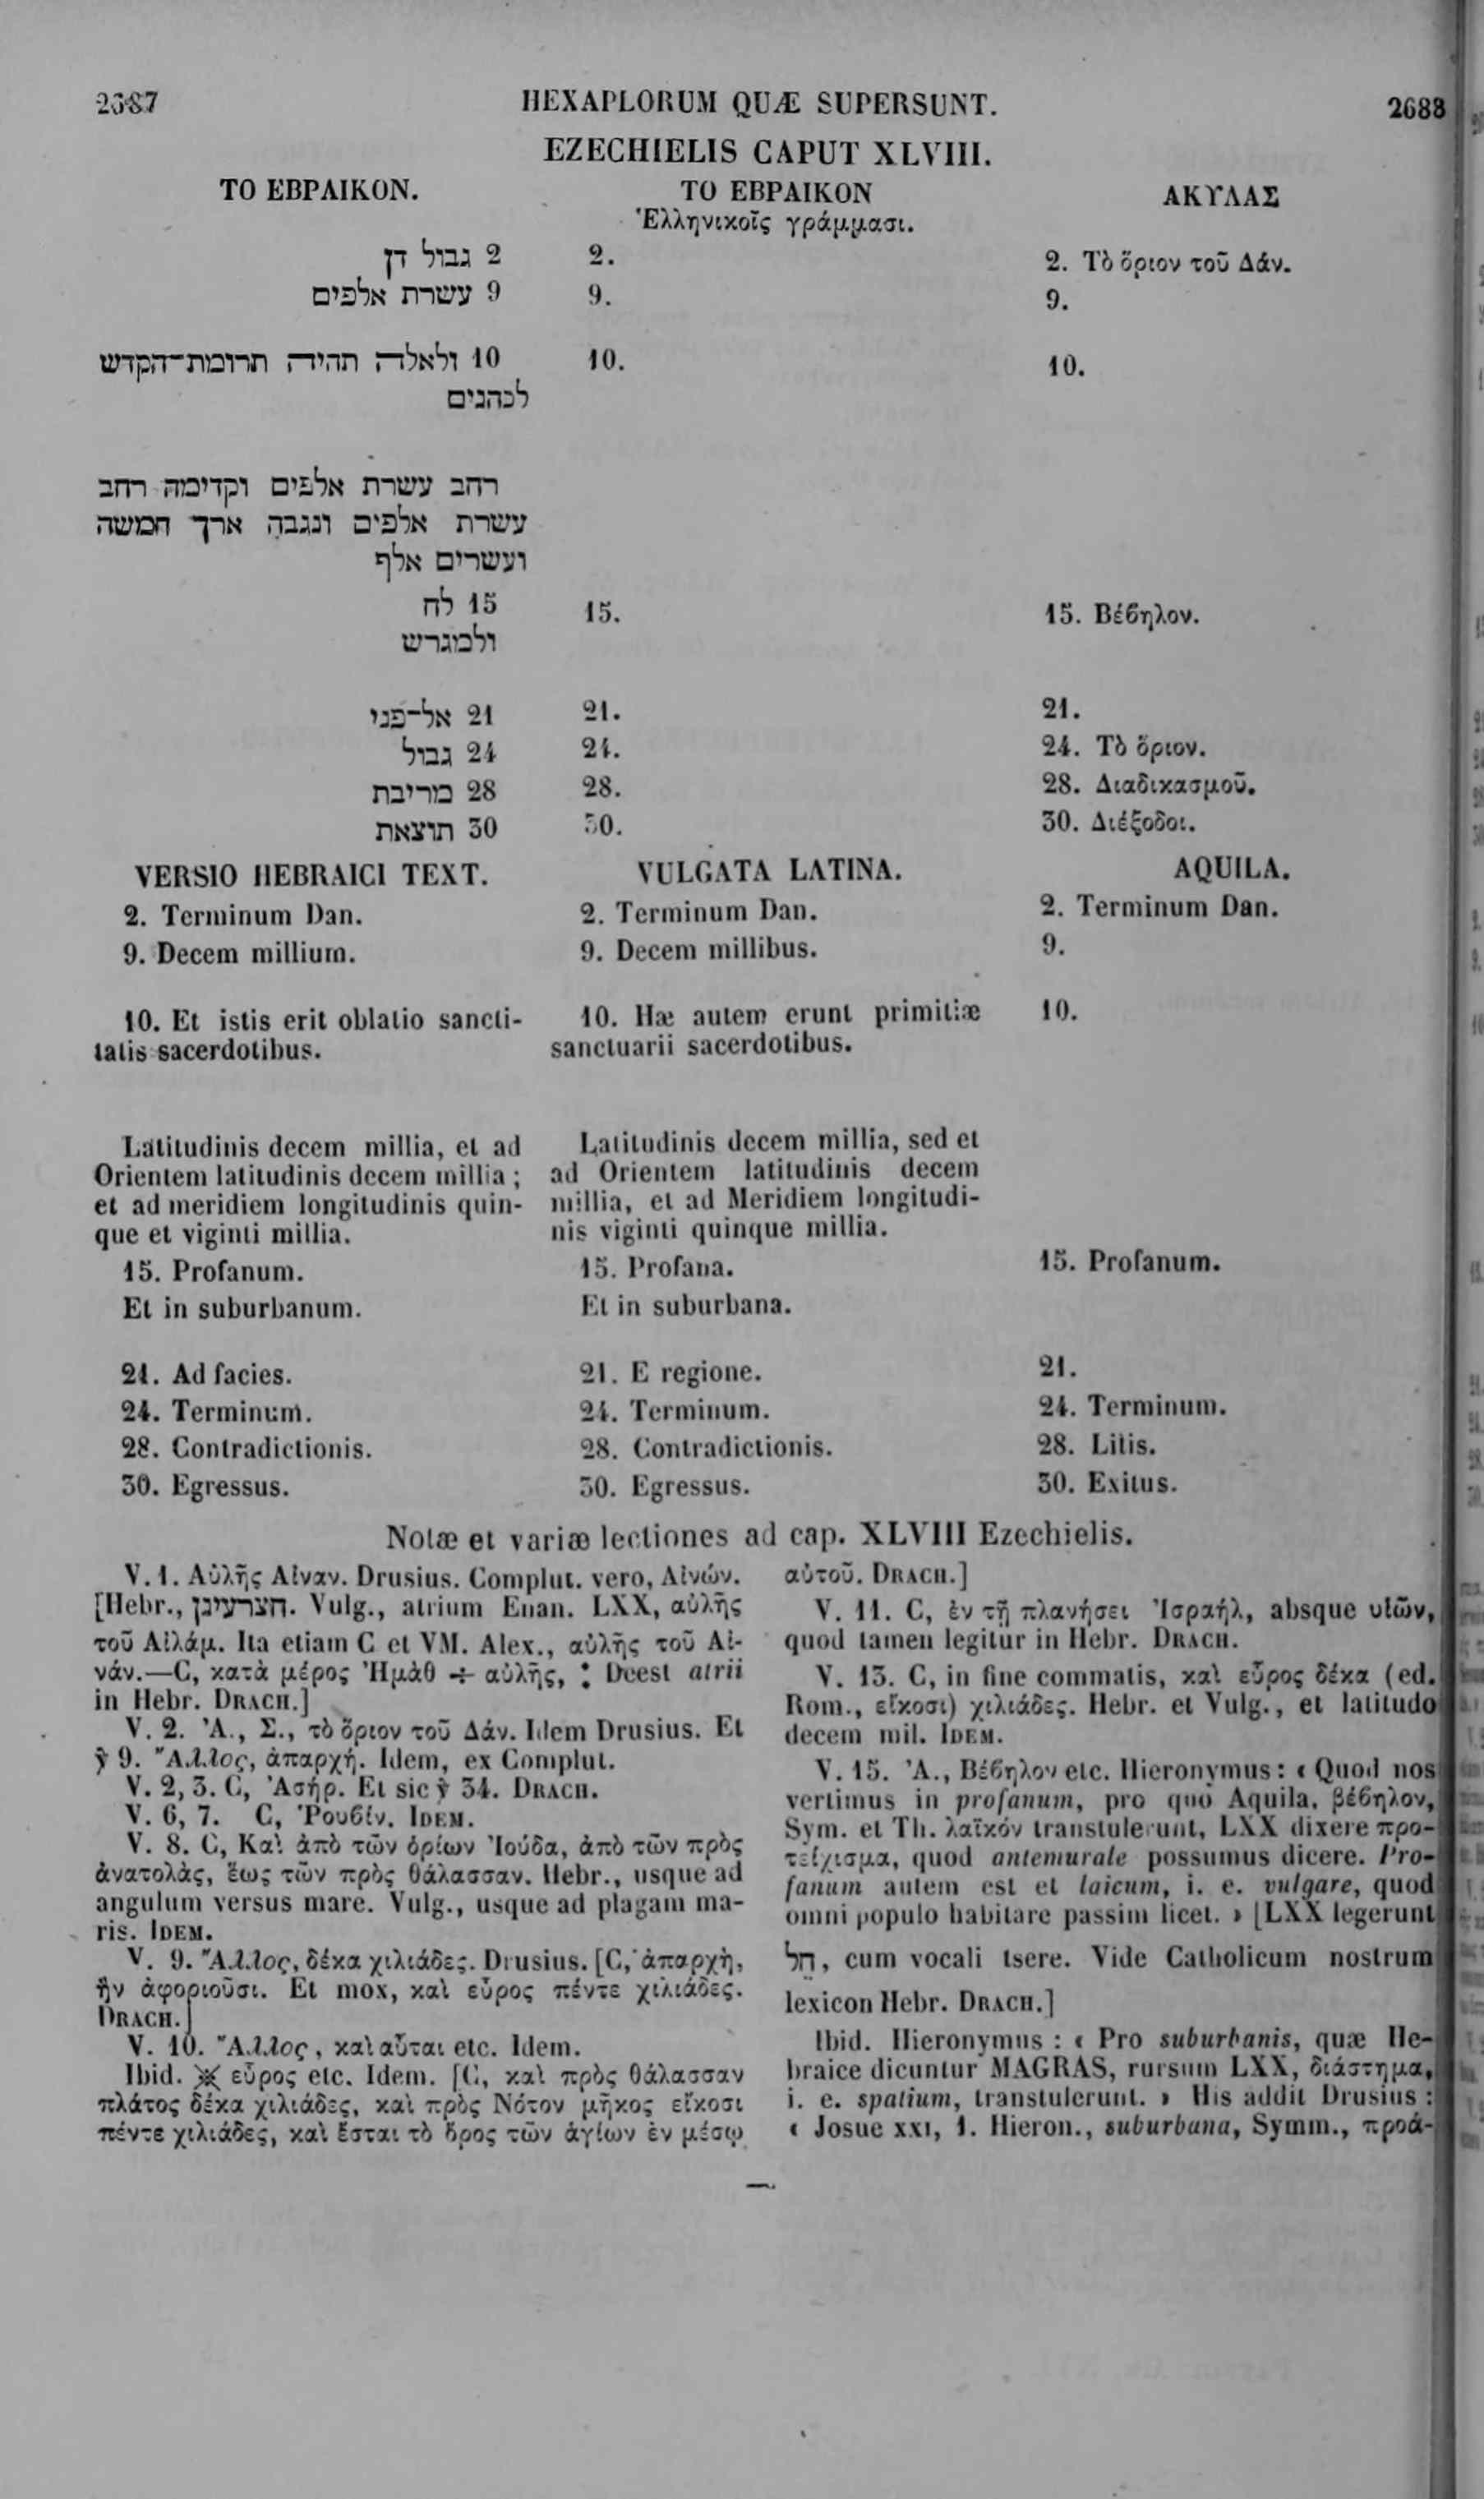 2687
HEXAPLORUM QUÆ SUPERSUNT.
2688
EZECHIELIS CAPUT XLVIII.
ΤΟ ΕΒΡΑΙΚΟΝ.
2 גבול דן
9 עשרת אלפים
10 ולאלה תהיה תרומת־הקדש
לכהנים
רחב עשרת אלפים וקדימה רחב
עשרת אלפים ונגבה ארך חמשה
ועשרים אלף
15 לח
ולמגרש
21 אל־פני
24 גבול
28 מריבת
30 תוצאת
ΤΟ ΕΒΡΑΙΚΟΝ
Ἑλληνικοῖς γράμμασι.
2.
9.
10.
15.
21.
24.
28.
30.
ΑΚΥΛΑΣ
2. Τὸ ὅριον τοῦ Δάν.
9.
10.
15. Βέϐηλον.
21.
24. Τὸ ὅριον.
28. Διαδικασμοῦ.
30. Διέξοδοι.
VERSIO HEBRAICI TEXT.
2. Terminum Dan.
9. Decem millium.
10. Et istis erit oblatio sancti-
tatis sacerdotibus.
Latitudinis decem millia, et ad
Orientem latitudinis decem millia ;
et ad meridiem longitudinis quin-
que et viginti millia.
15. Profanum.
Et in suburbanum.
21. Ad facies.
24. Terminum.
28. Contradictionis.
30. Egressus.
VULGATA LATINA.
2. Terminum Dan.
9. Decem millibus.
10. Hæ autem erunt primitiæ
sanctuarii sacerdotibus.
Latitudinis decem millia, sed et
ad Orientem latitudinis decem
millia, et ad Meridiem longitudi-
nis viginti quinque millia.
15. Profana.
Et in suburbana.
21. E regione.
24. Terminum.
28. Contradictionis.
30. Egressus.
AQUILA.
2. Terminum Dan.
9.
10.
15. Profanum.
21.
24. Terminum.
28. Litis.
30. Exitus.
Notæ et variæ lectiones ad cap. XLVIII Ezechielis.
V. 1. Αὐλῆς Αἰναν. Drusius. Complut. vero, Αἰνών.
[Hebr., חצרעינן. Vulg., atrium Enan. LXX, αὐλῆς
τοῦ Αἰλάμ. Ita etiam C et VM. Alex., αὐλῆς τοῦ Αἰ-
νάν.—C, κατὰ μέρος Ἠμὰθ ÷ αὐλῆς, : Deest atrii
in Hebr. DRACH.]
V. 2. Ἀ., Σ., τὸ ὅριον τοῦ Δάν. Idem Drusius. Et
ỳ 9. Ἄλλος, ἀπαρχή. Idem, ex Complut.
V. 2, 3. C, Ἀσήρ. Et sic ỳ 34. DRACH.
V. 6, 7. C, Ῥουϐίν. IDEM.
V. 8. C, Καὶ ἀπὸ τῶν ὁρίων Ἰούδα, ἀπὸ τῶν πρὸς
ἀνατολὰς, ἕως τῶν πρὸς θάλασσαν. Hebr., usque ad
angulum versus mare. Vulg., usque ad plagam ma-
ris. IDEM.
V. 9. Ἄλλος, δέκα χιλιάδες. Drusius. [C, ἀπαρχὴ,
ἣν ἀφοριοῦσι. Et mox, καὶ εὖρος πέντε χιλιάδες.
DRACH.]
V. 10. Ἄλλος, καὶ αὗται etc. Idem.
Ibid. ※ εὖρος etc. Idem. [C, καὶ πρὸς θάλασσαν
πλάτος δέκα χιλιάδες, καὶ πρὸς Νότον μῆκος εἴκοσι
πέντε χιλιάδες, καὶ ἔσται τὸ ὄρος τῶν ἁγίων ἐν μέσῳ
αὐτοῦ. DRACH.]
V. 11. C, ἐν τῇ πλανήσει Ἰσραήλ, absque υἱῶν,
quod tamen legitur in Hebr. DRACH.
V. 13. C, in fine commatis, καὶ εὖρος δέκα (ed.
Rom., εἴκοσι) χιλιάδες. Hebr. et Vulg., et latitudo
decem mil. IDEM.
V. 15. Ἀ., Βέϐηλον etc. Hieronymus : « Quod nos
vertimus in profanum, pro quo Aquila, βέϐηλον,
Sym. et Th. λαϊκόν transtulerunt, LXX dixere προ-
τείχισμα, quod antemurale possumus dicere. Pro-
fanum autem est et laicum, i. e. vulgare, quod
omni populo habitare passim licet. » [LXX legerunt
חֵל, cum vocali tsere. Vide Catholicum nostrum
lexicon Hebr. DRACH.]
Ibid. Hieronymus : « Pro suburbanis, quæ He-
braice dicuntur MAGRAS, rursum LXX, διάστημα,
i. e. spatium, transtulerunt. » His addit Drusius :
« Josue XXI, 1. Hieron., suburbana, Symm., προά-